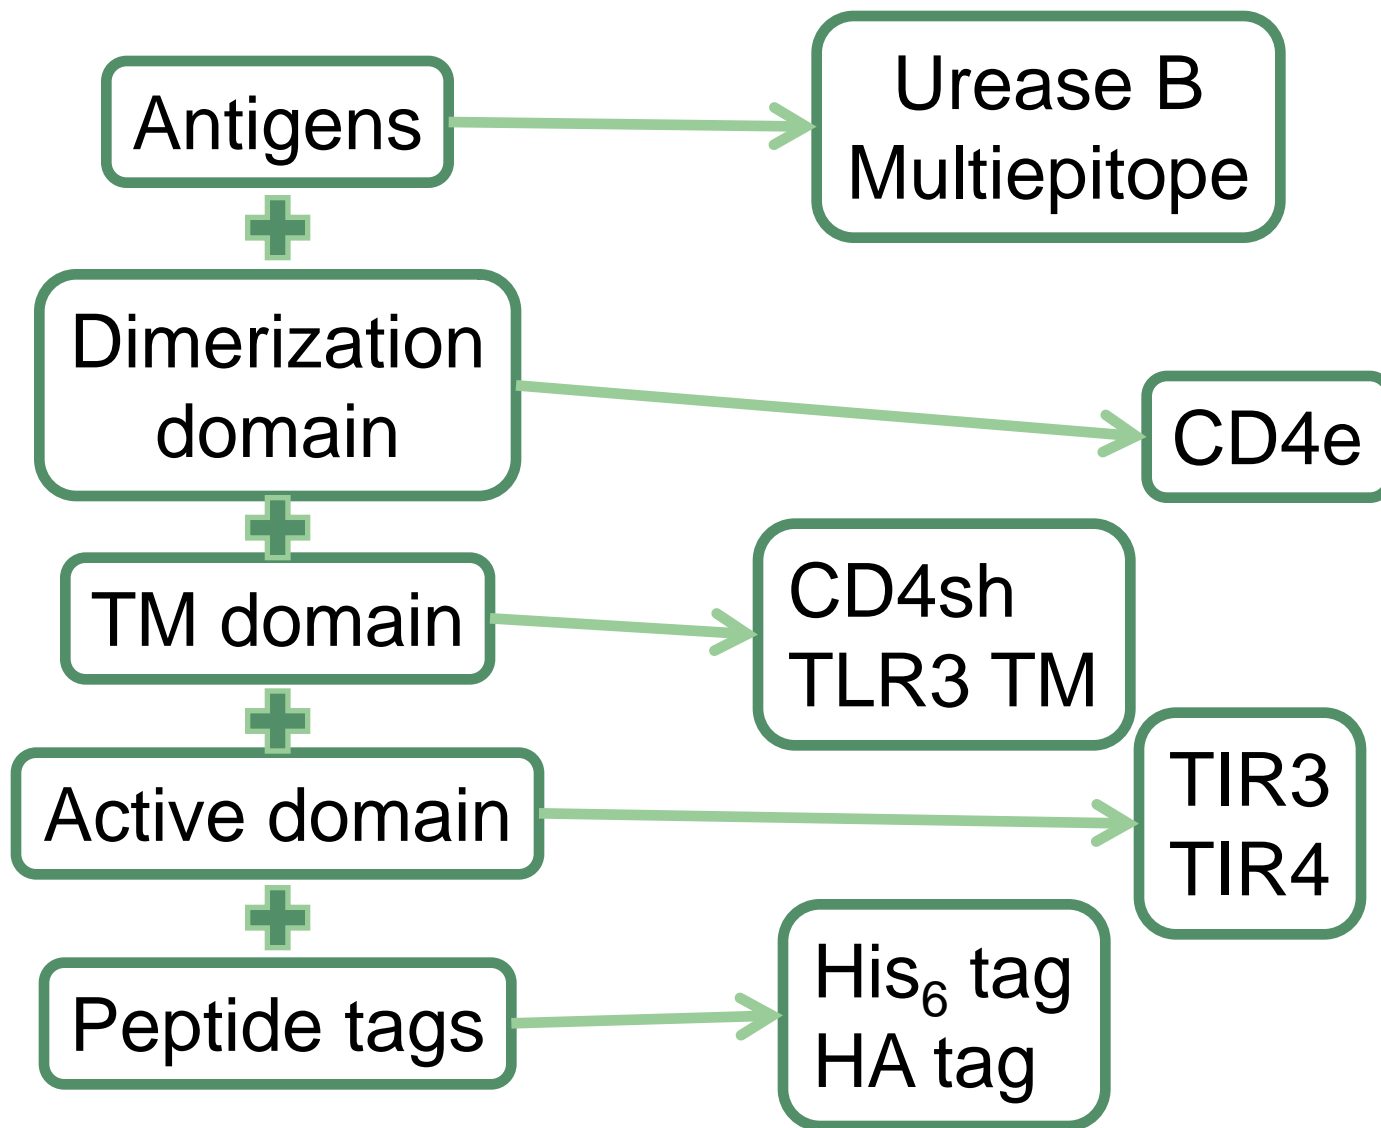 Antigens
Urease B
Multiepitope
Dimerization
domain
CD4e
TM domain
CD4sh
TLR3 TM
Active domain
TIR3
TIR4
Peptide tags
His₆ tag
HA tag